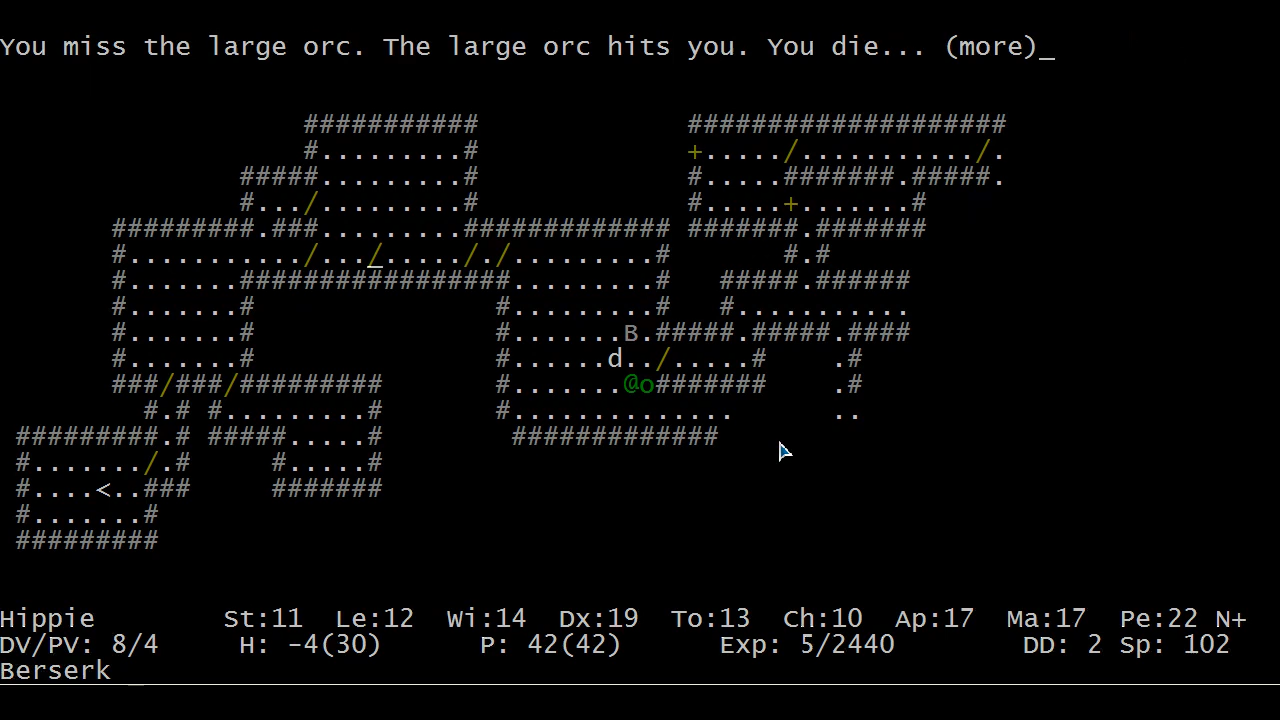 You miss the large orc. The large orc hits you. You die... (more)_
                   ###########             ####################
                   #.........#             +...../.........../.
               #####.........#             #.....#######.#####.
               #.../.........#             #.....+.......#
       #########.###.........############# #######.#######
       #.........../.../...../././.........#       #.#
       #.......#################.........#   #####.######
       #.......#               #.........#   #...........
       #.......#               #.......B.#####.#####.####
       #.......#               #......d../.....#    .#
       ###/###/#########       #.......@o#######    .#
         #.# #.........#       #..............      ..
 #########.# #####.....#        #############
 #......./.#     #.....#
 #....<..###     #######
 #.......#
 #########
Hippie St:11 Le:12 Wi:14 Dx:19 To:13 Ch:10 Ap:17 Ma:17 Pe:22 N+
DV/PV: 8/4 H: -4(30) P: 42(42) Exp: 5/2440 DD: 2 Sp: 102
Berserk